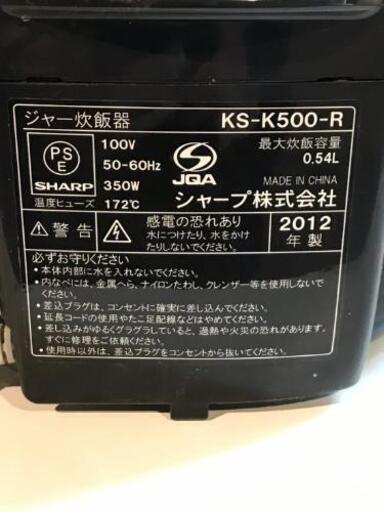 ジャー炊飯器 KS-K500-R
PS
E
SHARP
温度ヒューズ
100V
50-60Hz
350W
172℃
JQA
最大炊飯容量
0.54L
MADE IN CHINA
シャープ株式会社
警告
感電の恐れあり
水につけたり、水をかけ
たりしないでください。
2012
年製
必ずお守りください
・本体内部に水を入れないでください。
・内なべには、金属へら、ナイロンたわし、クレンザー等を使用しない
でください。
・差込プラグは、コンセントに確実に差し込んでください。
・延長コードの使用やたこ足配線などはやめてください。
・差し込みがゆるくグラグラしていると、過熱や火災の恐れがあります。
すぐに修理をご依頼ください。
・使用時以外は、差込プラグをコンセントから抜いてください。